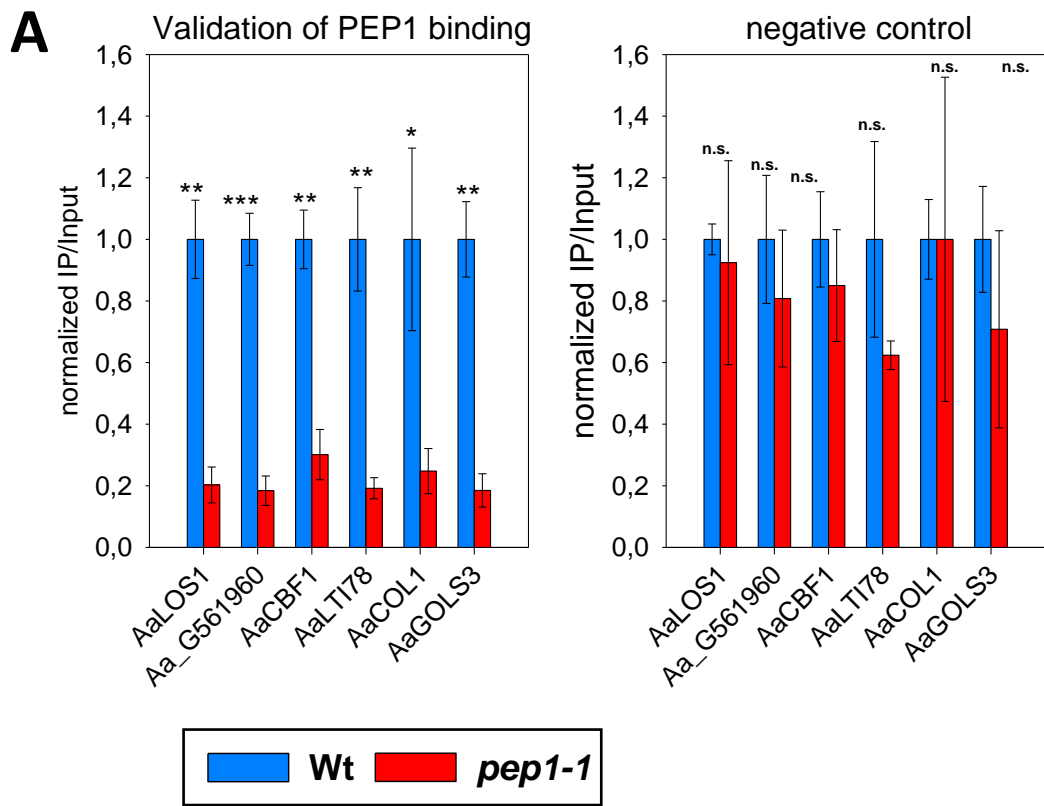 A
Validation of PEP1 binding
negative control
normalized IP/Input
1,6
1,4
1,2
1,0
0,8
0,6
0,4
0,2
0,0
** *** ** ** * **
AaLOS1
Aa_G561960
AaCBF1
AaLTI78
AaCOL1
AaGOLS3
normalized IP/Input
1,6
1,4
1,2
1,0
0,8
0,6
0,4
0,2
0,0
n.s. n.s. n.s. n.s. n.s. n.s.
AaLOS1
Aa_G561960
AaCBF1
AaLTI78
AaCOL1
AaGOLS3
Wt pep1-1